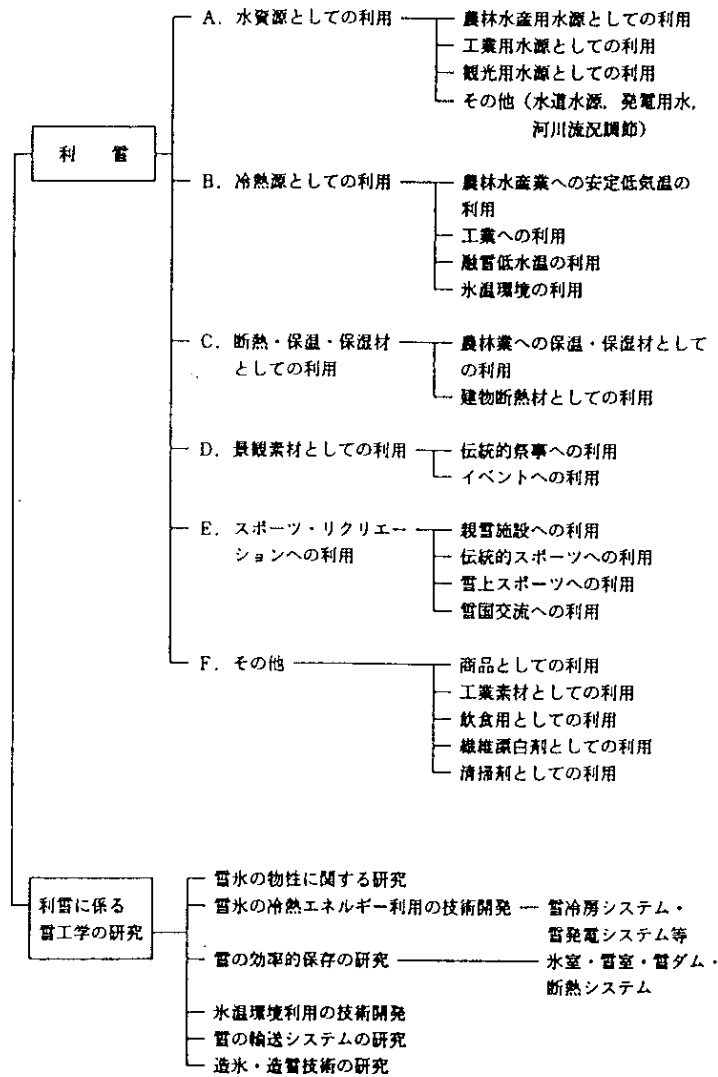 A. 水資源としての利用
農林水産用水源としての利用
工業用水源としての利用
観光用水源としての利用
その他（水道水源，発電用水，
河川流況調節）
利 雪
B. 冷熱源としての利用
農林水産業への安定低気温の
利用
工業への利用
融雪低水温の利用
氷温環境の利用
C. 断熱・保温・保湿材
としての利用
農林業への保温・保湿材として
の利用
建物断熱材としての利用
D. 景観素材としての利用
伝統的祭事への利用
イベントへの利用
E. スポーツ・リクリエー
ションへの利用
親雪施設への利用
伝統的スポーツへの利用
雪上スポーツへの利用
雪国交流への利用
F. その他
商品としての利用
工業素材としての利用
飲食用としての利用
繊維漂白剤としての利用
清掃剤としての利用
利雪に係る
雪工学の研究
雪氷の物性に関する研究
雪氷の冷熱エネルギー利用の技術開発
雪冷房システム・
雪発電システム等
雪の効率的保存の研究
氷室・雪室・雪ダム・
断熱システム
氷温環境利用の技術開発
雪の輸送システムの研究
造氷・造雪技術の研究